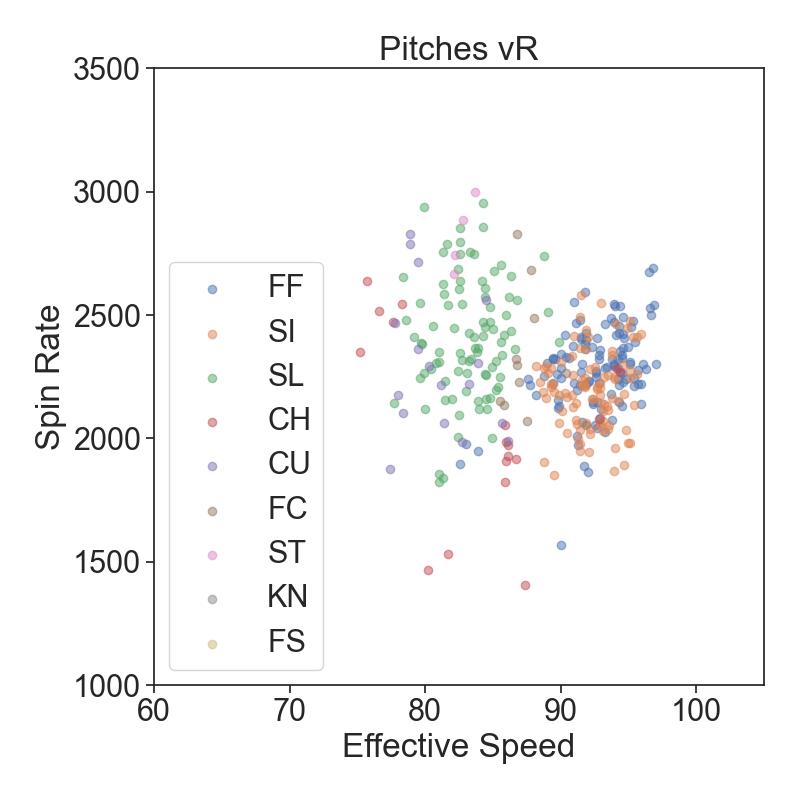 Pitches vR
3500
3000
2500
2000
1500
1000
Spin Rate
FF
SI
SL
CH
CU
FC
ST
KN
FS
60 70 80 90 100
Effective Speed